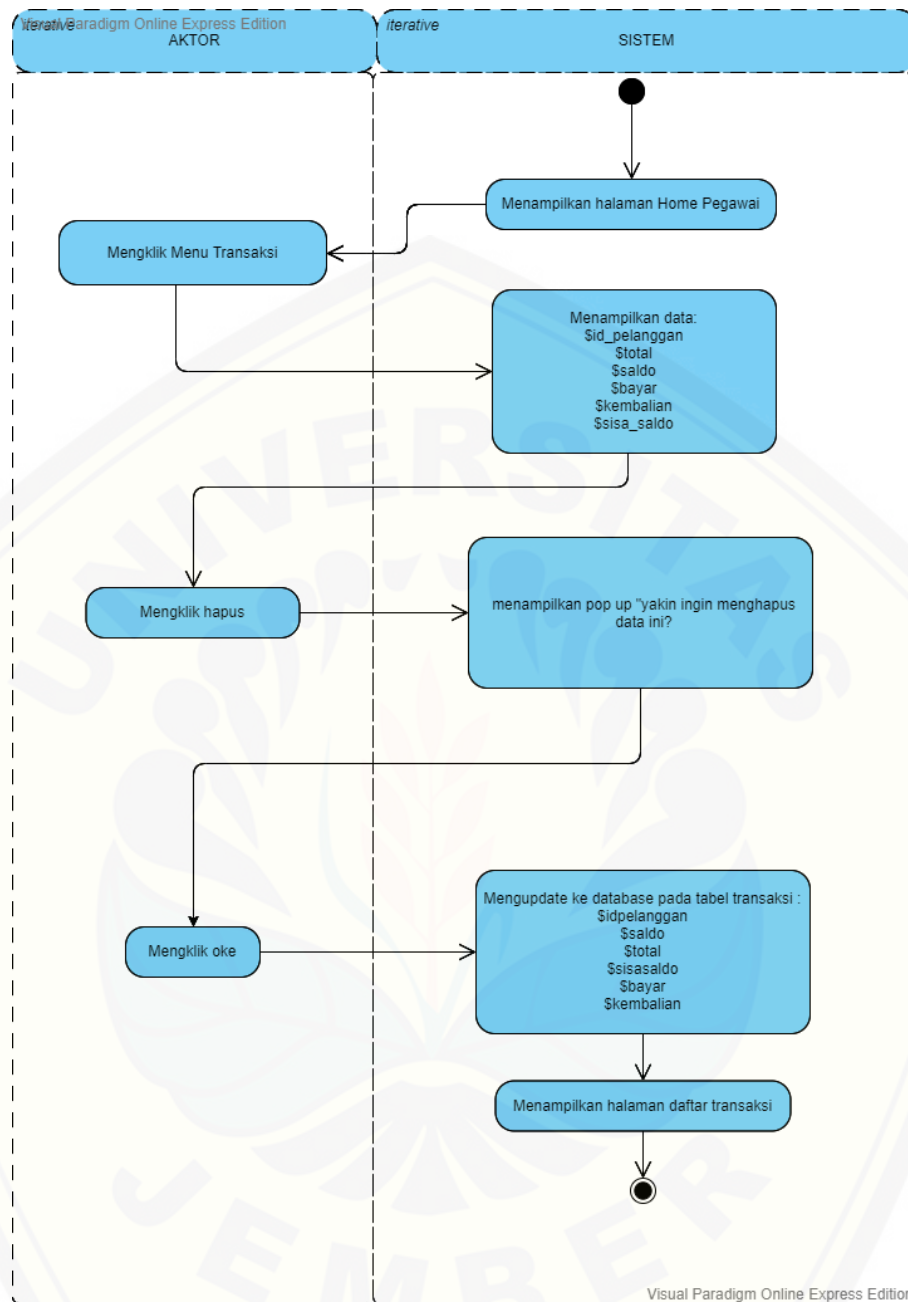 iterative
Visual Paradigm Online Express Edition
AKTOR
iterative
SISTEM
Menampilkan halaman Home Pegawai
Mengklik Menu Transaksi
Menampilkan data:
$id_pelanggan
$total
$saldo
$bayar
$kembalian
$sisa_saldo
Mengklik hapus
menampilkan pop up "yakin ingin menghapus
data ini?
Mengklik oke
Mengupdate ke database pada tabel transaksi :
$idpelanggan
$saldo
$total
$sisasaldo
$bayar
$kembalian
Menampilkan halaman daftar transaksi
UNIVERSITAS
JEMBER
Visual Paradigm Online Express Edition